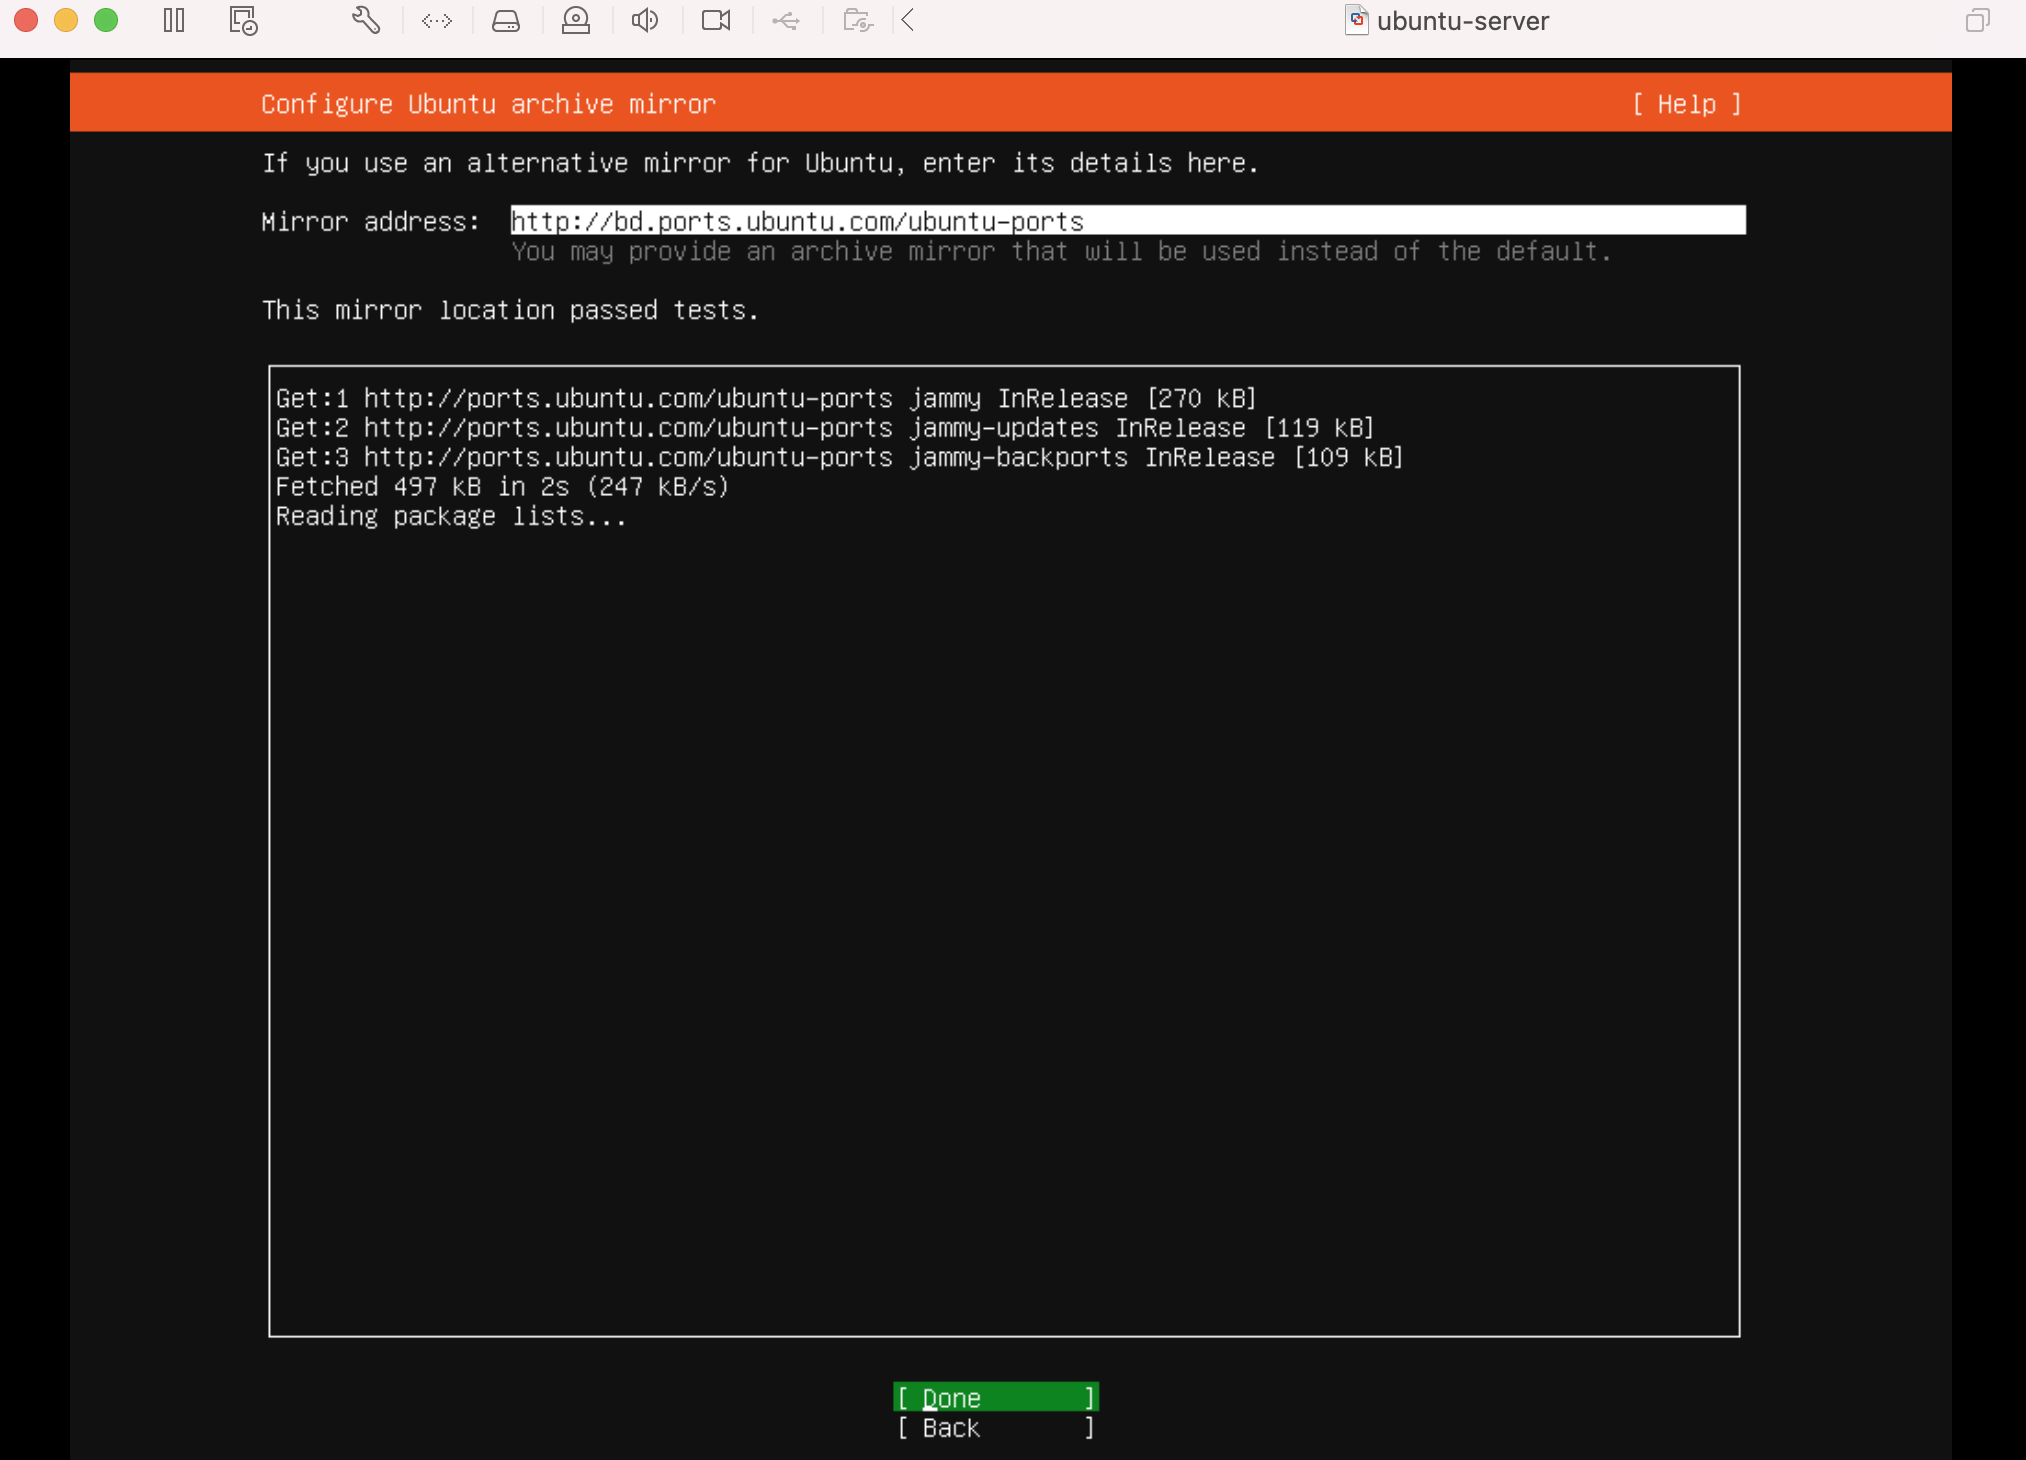 ubuntu-server
Configure Ubuntu archive mirror [ Help ]
If you use an alternative mirror for Ubuntu, enter its details here.
Mirror address: http://bd.ports.ubuntu.com/ubuntu-ports
You may provide an archive mirror that will be used instead of the default.
This mirror location passed tests.
Get:1 http://ports.ubuntu.com/ubuntu-ports jammy InRelease [270 kB]
Get:2 http://ports.ubuntu.com/ubuntu-ports jammy-updates InRelease [119 kB]
Get:3 http://ports.ubuntu.com/ubuntu-ports jammy-backports InRelease [109 kB]
Fetched 497 kB in 2s (247 kB/s)
Reading package lists...
[ Done ]
[ Back ]